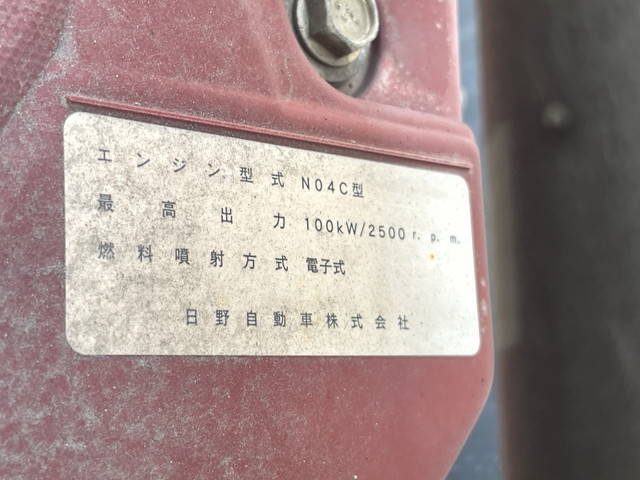 エンジン型式 N04C型
最高出力 100kW/2500 r.p.m.
燃料噴射方式 電子式
日野自動車株式会社